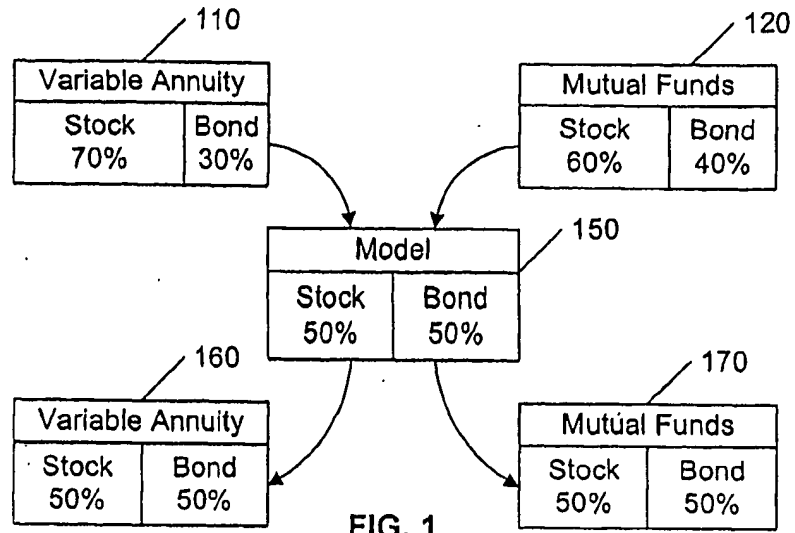 110
120
Variable Annuity
Stock Bond
70% 30%
Mutual Funds
Stock Bond
60% 40%
150
Model
Stock Bond
50% 50%
160
170
Variable Annuity
Stock Bond
50% 50%
Mutual Funds
Stock Bond
50% 50%
FIG. 1